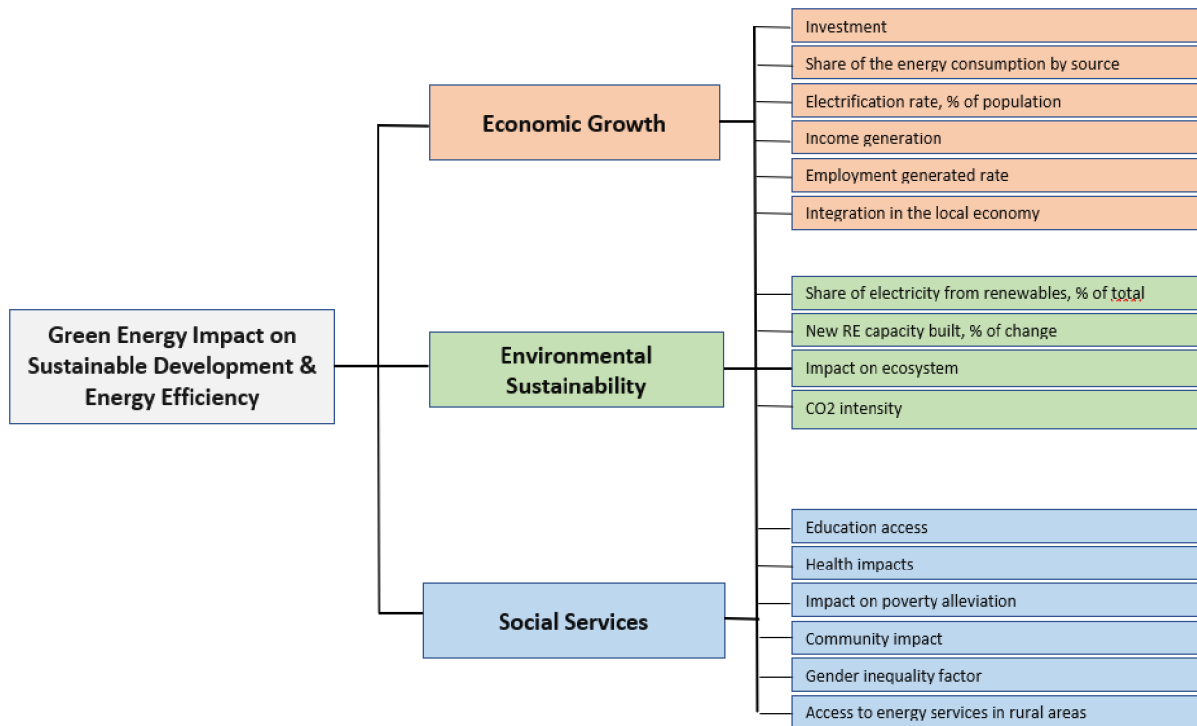 Green Energy Impact on
Sustainable Development &
Energy Efficiency
Economic Growth
Investment
Share of the energy consumption by source
Electrification rate, % of population
Income generation
Employment generated rate
Integration in the local economy
Environmental
Sustainability
Share of electricity from renewables, % of total
New RE capacity built, % of change
Impact on ecosystem
CO2 intensity
Social Services
Education access
Health impacts
Impact on poverty alleviation
Community impact
Gender inequality factor
Access to energy services in rural areas